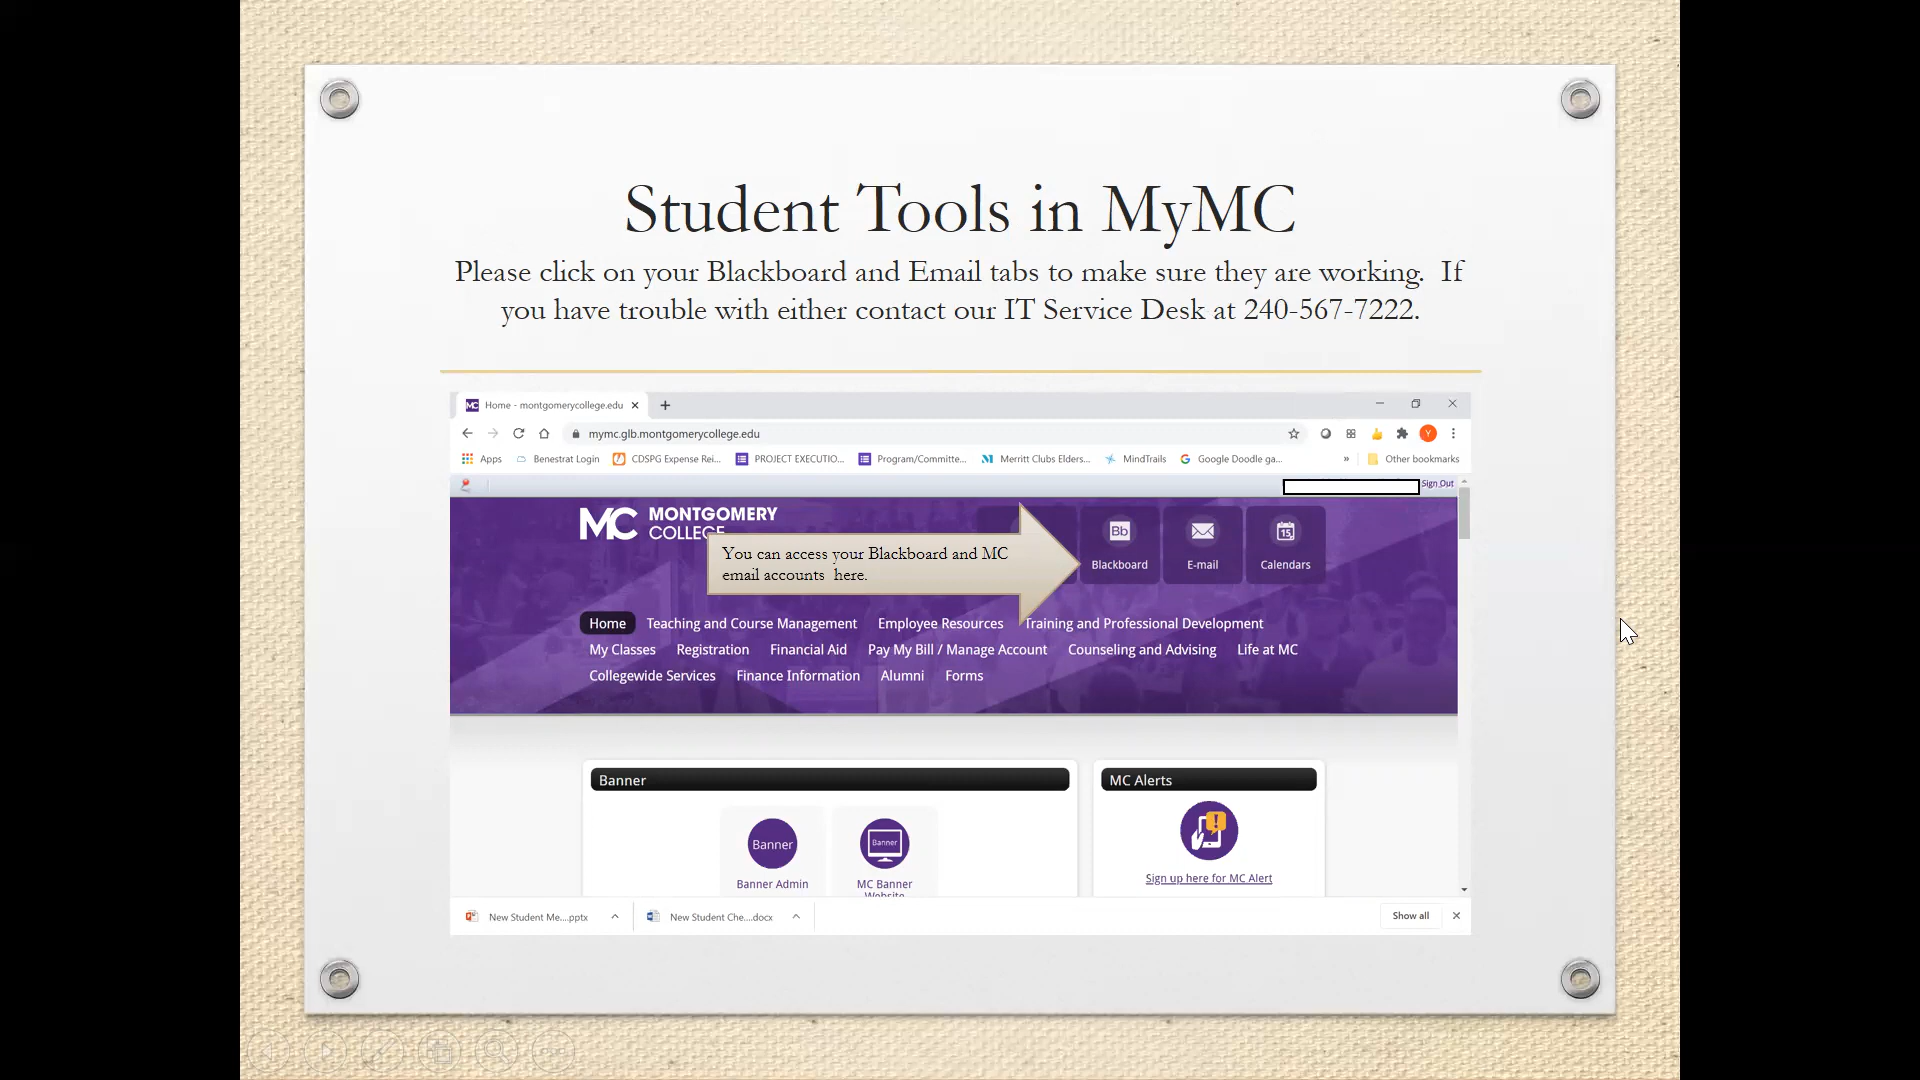 Student Tools in MyMC
Please click on your Blackboard and Email tabs to make sure they are working.  If
you have trouble with either contact our IT Service Desk at 240-567-7222.
Home - montgomerycollege.edu
mymc.glb.montgomerycollege.edu
Y
Apps Benestrat Login CDSPG Expense Rei... PROJECT EXECUTIO... Program/Committe... Merritt Clubs Elders... MindTrails Google Doodle ga... » Other bookmarks
Sign Out
MC MONTGOMERY
COLLEGE
You can access your Blackboard and MC
email accounts  here.
Bb
15
Blackboard E-mail Calendars
Home Teaching and Course Management Employee Resources Training and Professional Development
My Classes Registration Financial Aid Pay My Bill / Manage Account Counseling and Advising Life at MC
Collegewide Services Finance Information Alumni Forms
Banner MC Alerts
Banner Banner
Sign up here for MC Alert
Banner Admin MC Banner
Website
New Student Me....pptx New Student Che....docx Show all